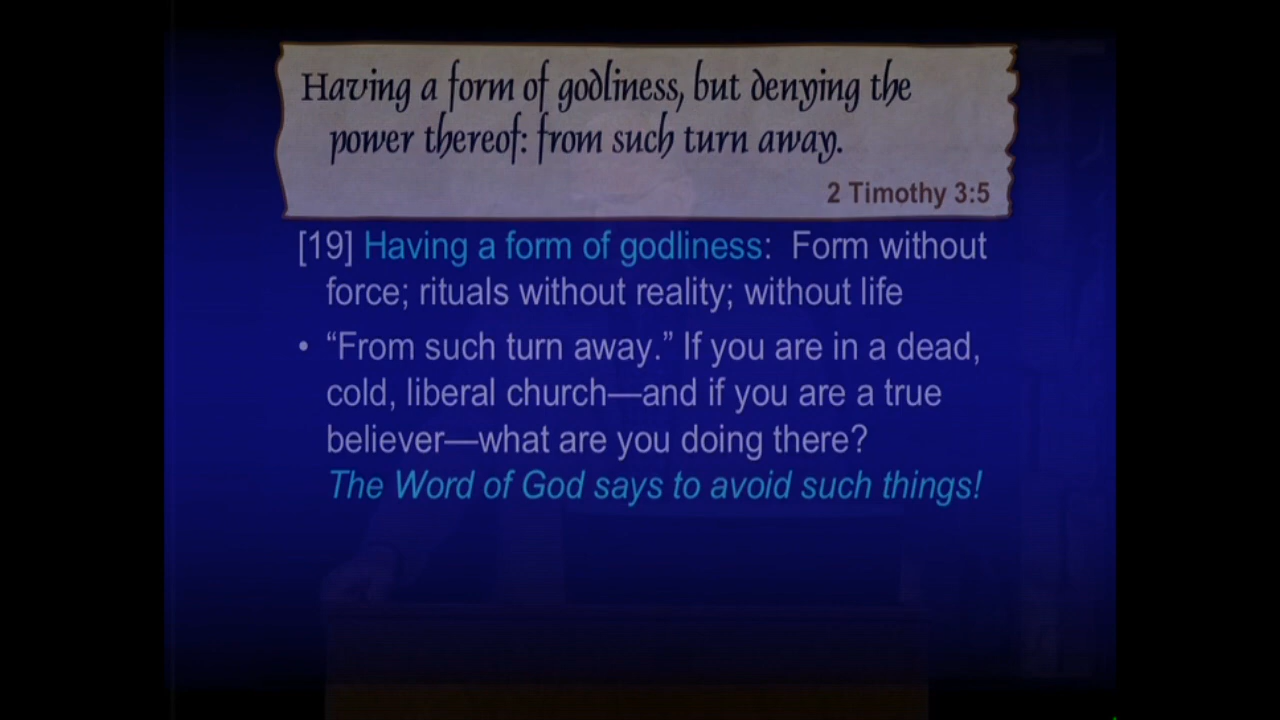 Having a form of godliness, but denying the
power thereof: from such turn away.
2 Timothy 3:5
[19] Having a form of godliness:  Form without
force; rituals without reality; without life
• “From such turn away.” If you are in a dead,
cold, liberal church—and if you are a true
believer—what are you doing there?
The Word of God says to avoid such things!